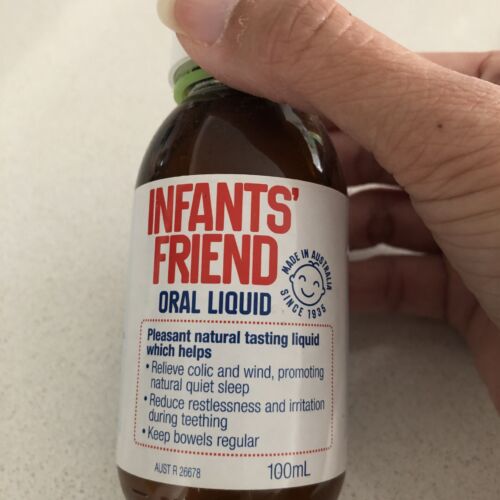 INFANTS'
FRIEND
ORAL LIQUID
MADE IN AUSTRALIA
SINCE 1935
Pleasant natural tasting liquid
which helps
• Relieve colic and wind, promoting
natural quiet sleep
• Reduce restlessness and irritation
during teething
• Keep bowels regular
AUST R 26678
100mL